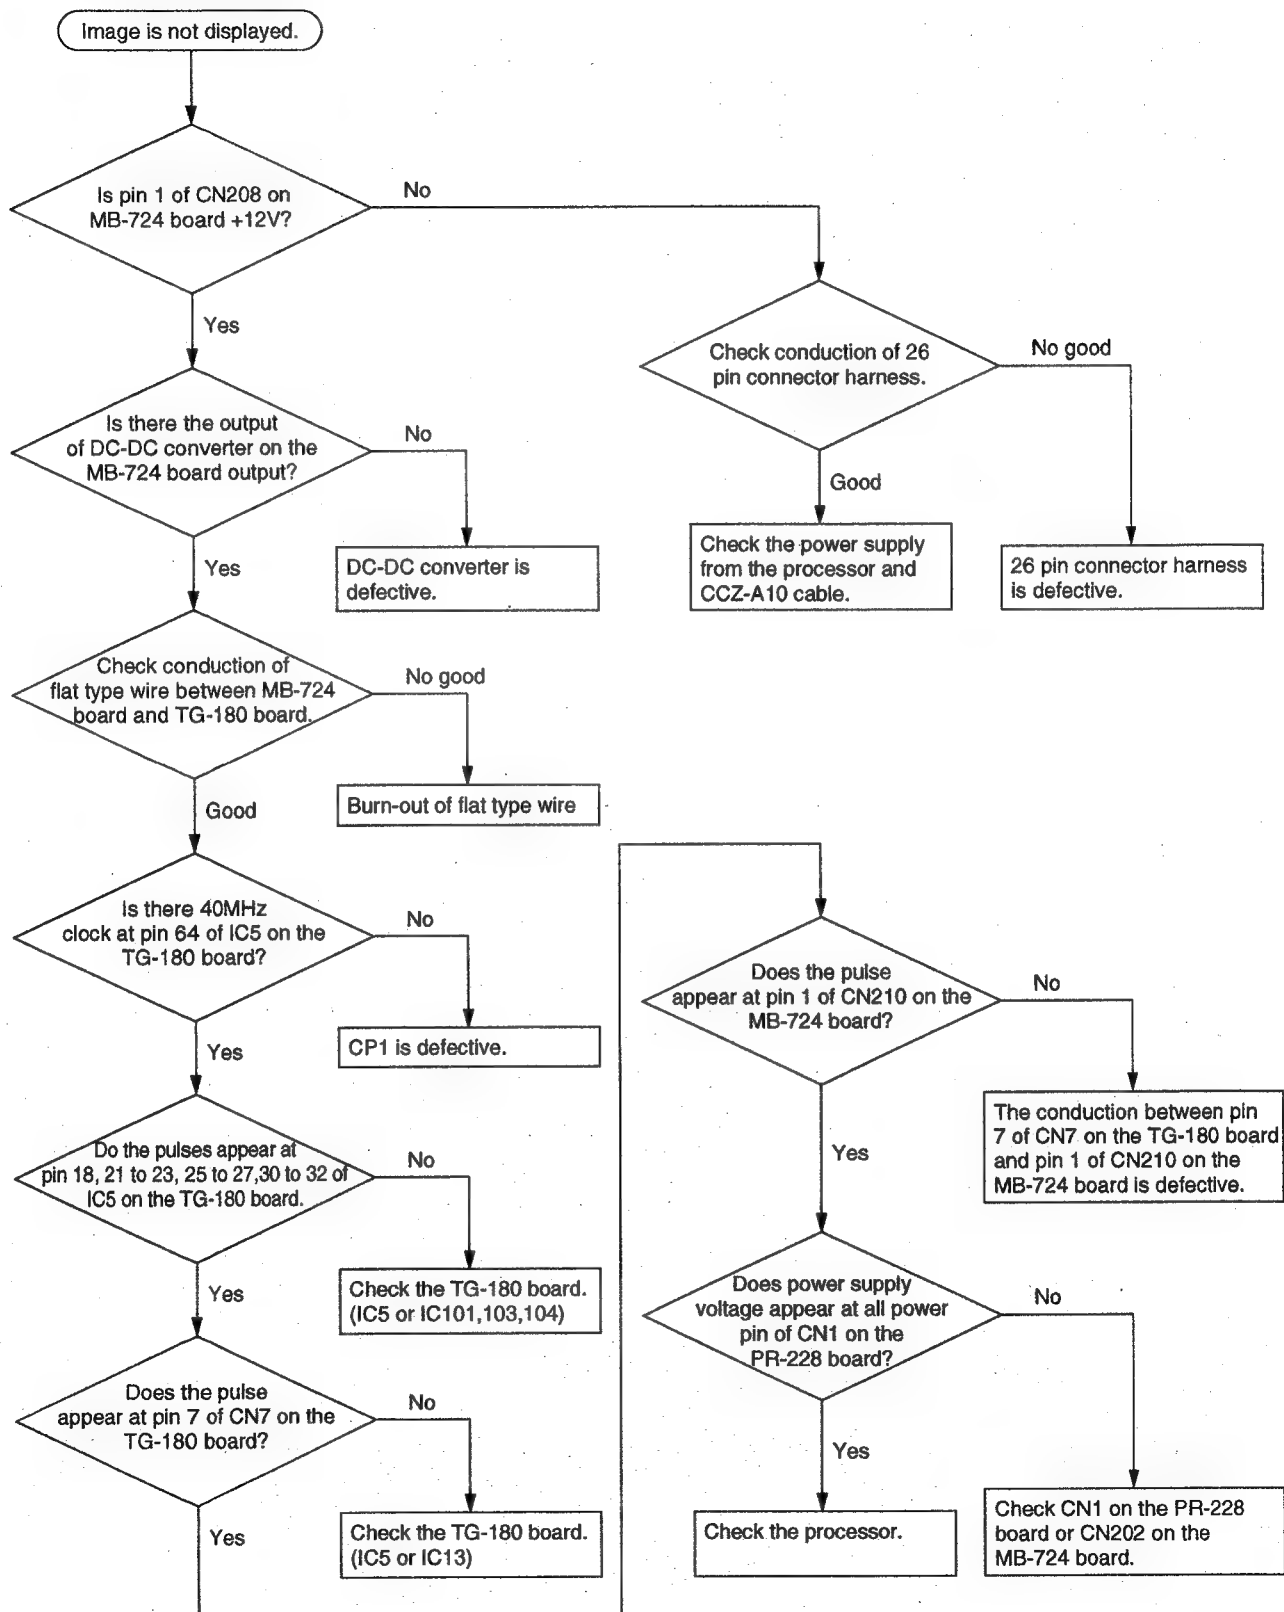 Image is not displayed.
Is pin 1 of CN208 on
MB-724 board +12V?
No
Yes
Check conduction of 26
pin connector harness.
No good
Good
Check the power supply
from the processor and
CCZ-A10 cable.
26 pin connector harness
is defective.
Is there the output
of DC-DC converter on the
MB-724 board output?
No
Yes
DC-DC converter is
defective.
Check conduction of
flat type wire between MB-724
board and TG-180 board.
No good
Good
Burn-out of flat type wire
Is there 40MHz
clock at pin 64 of IC5 on the
TG-180 board?
No
Yes
CP1 is defective.
Do the pulses appear at
pin 18, 21 to 23, 25 to 27,30 to 32 of
IC5 on the TG-180 board.
No
Yes
Check the TG-180 board.
(IC5 or IC101,103,104)
Does the pulse
appear at pin 7 of CN7 on the
TG-180 board?
No
Yes
Check the TG-180 board.
(IC5 or IC13)
Does the pulse
appear at pin 1 of CN210 on the
MB-724 board?
No
Yes
The conduction between pin
7 of CN7 on the TG-180 board
and pin 1 of CN210 on the
MB-724 board is defective.
Does power supply
voltage appear at all power
pin of CN1 on the
PR-228 board?
No
Yes
Check the processor.
Check CN1 on the PR-228
board or CN202 on the
MB-724 board.